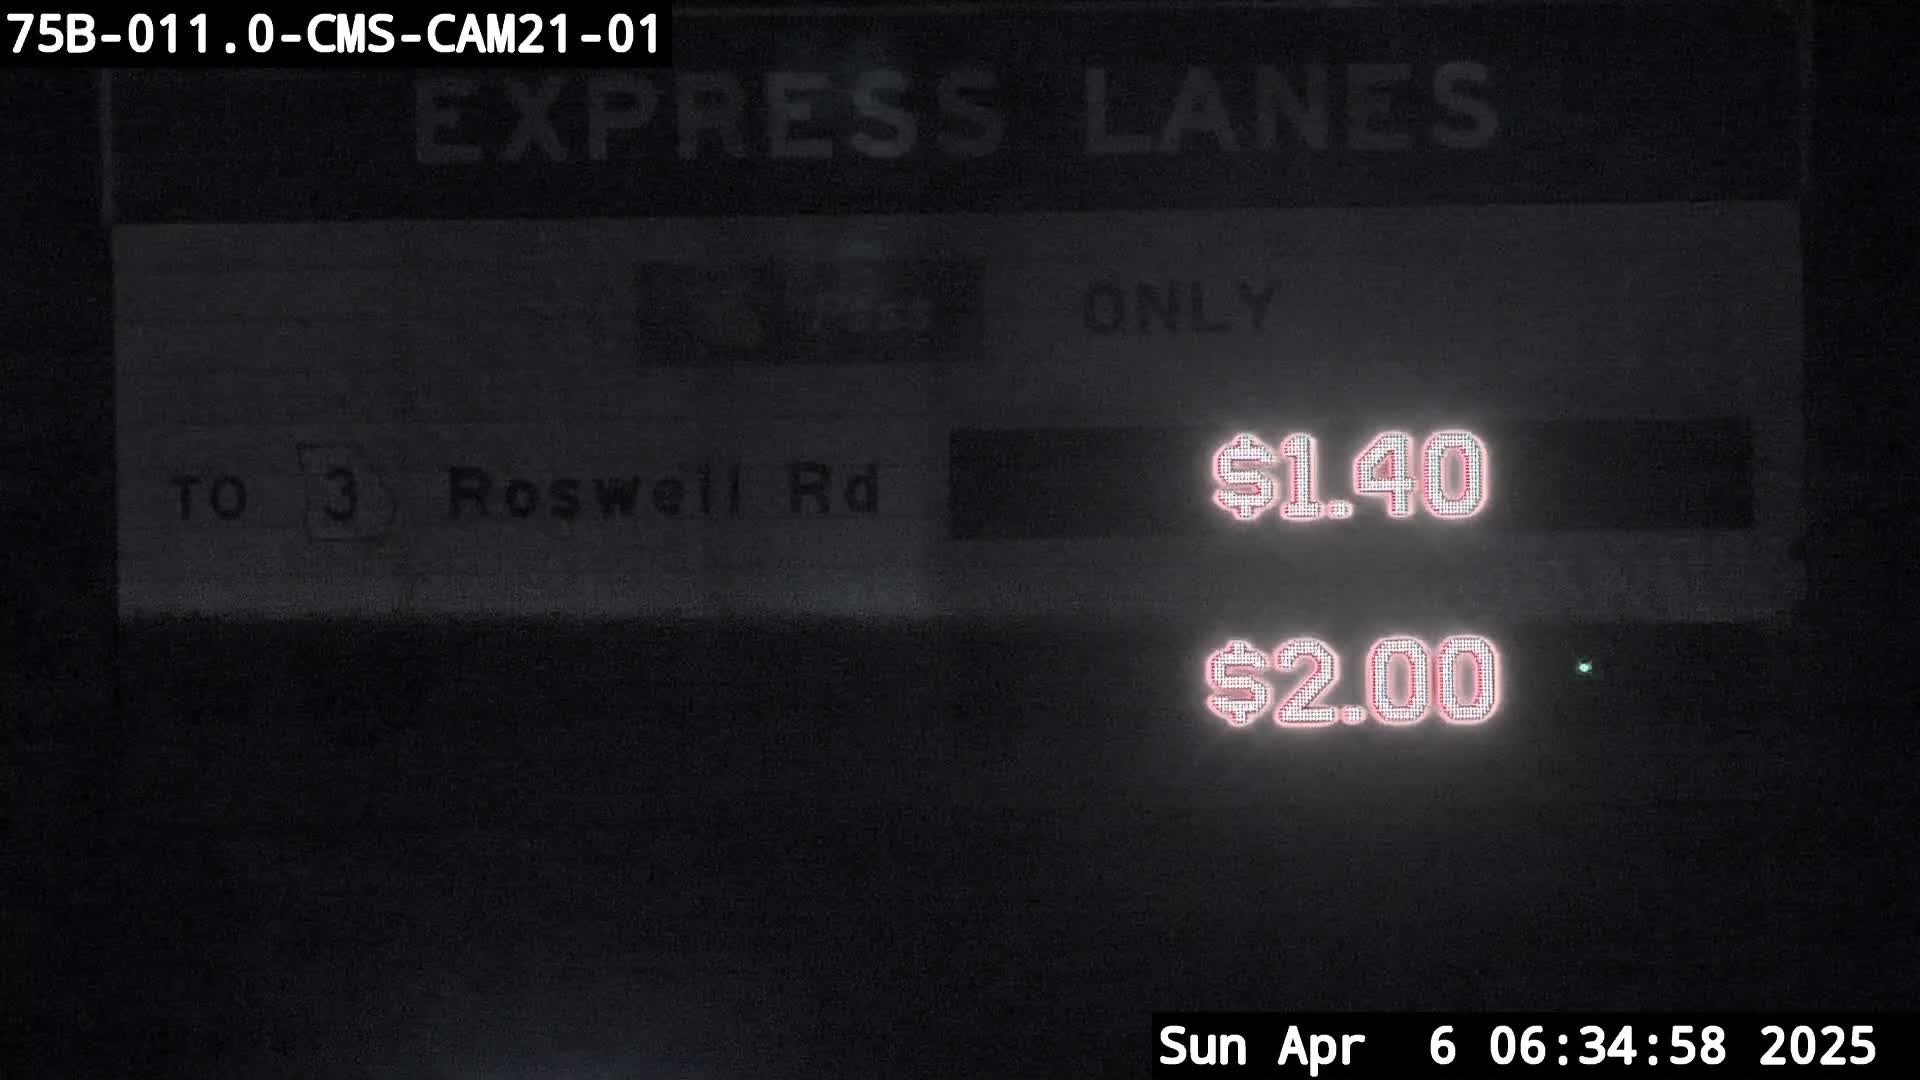 75B-011.0-CMS-CAM21-01
EXPRESS LANES
Pass ONLY
TO 3 Roswell Rd $1.40
$2.00
Sun Apr 6 06:34:58 2025